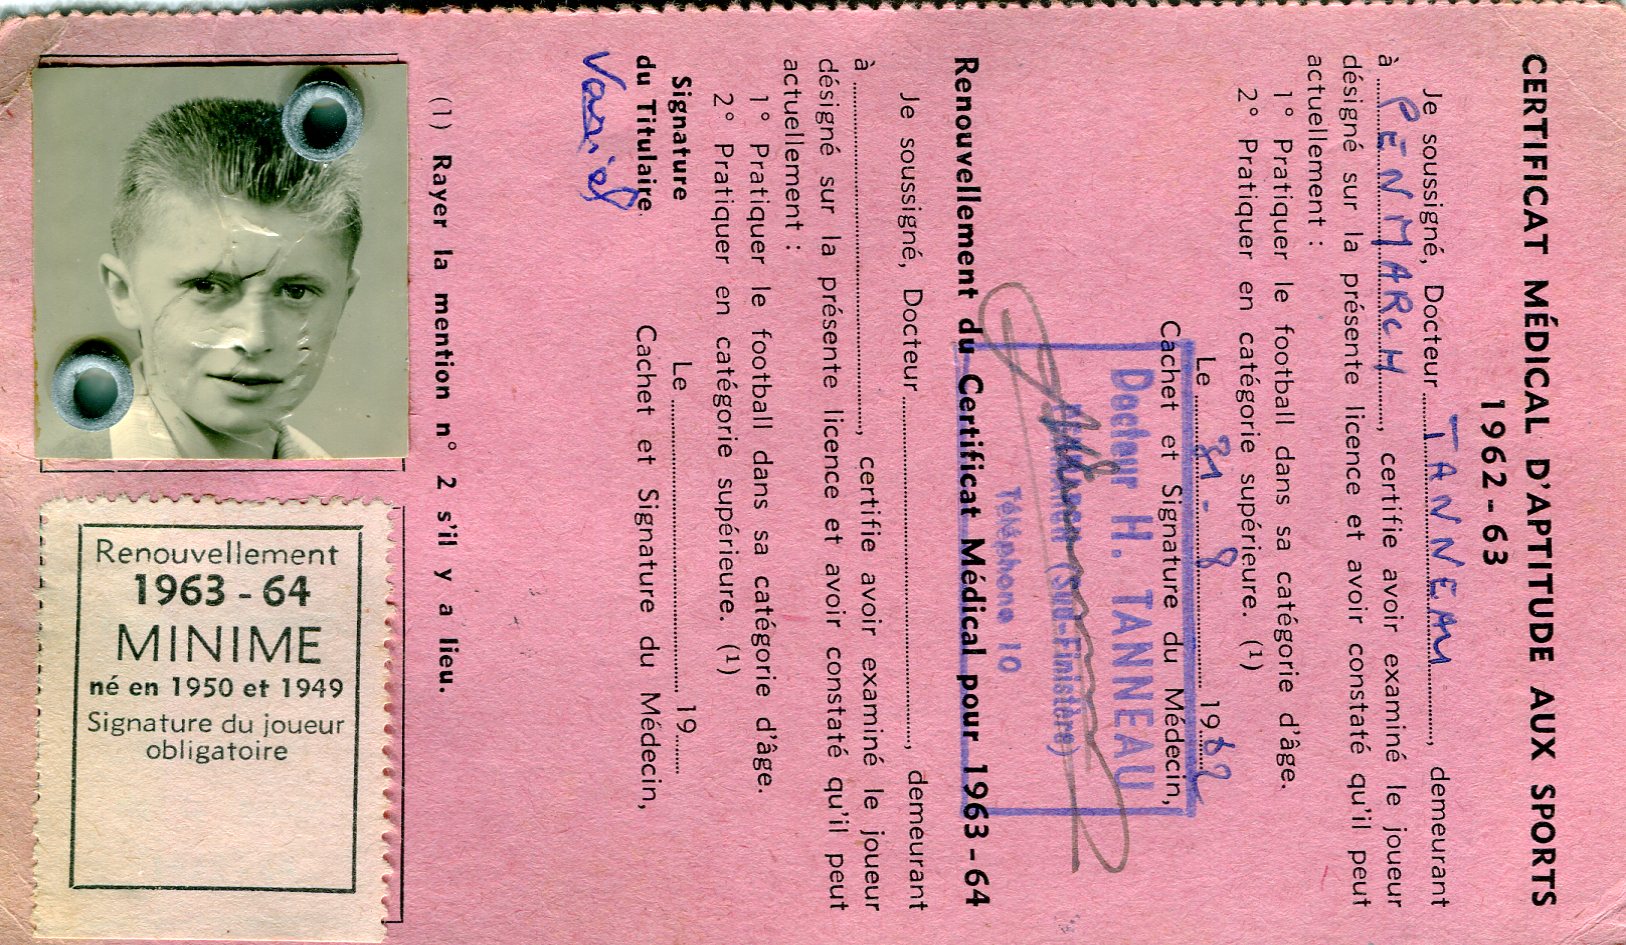 CERTIFICAT MÉDICAL D'APTITUDE AUX SPORTS
1962-63
Je soussigné, Docteur TANNEAU, demeurant
à PENMARCH, certifie avoir examiné le joueur
désigné sur la présente licence et avoir constaté qu'il peut
actuellement :
1° Pratiquer le football dans sa catégorie d'âge.
2° Pratiquer en catégorie supérieure. (1)
Le 31-8 1962
Cachet et Signature du Médecin,
Docteur H. TANNEAU
PENMARCH (Sud-Finistère)
Téléphone 10
Renouvellement du Certificat Médical pour 1963-64
Je soussigné, Docteur , demeurant
à , certifie avoir examiné le joueur
désigné sur la présente licence et avoir constaté qu'il peut
actuellement :
1° Pratiquer le football dans sa catégorie d'âge.
2° Pratiquer en catégorie supérieure. (1)
Le 19
Signature
du Titulaire,
Cachet et Signature du Médecin,
(1) Rayer la mention n° 2 s'il y a lieu.
Renouvellement
1963-64
MINIME
né en 1950 et 1949
Signature du joueur
obligatoire